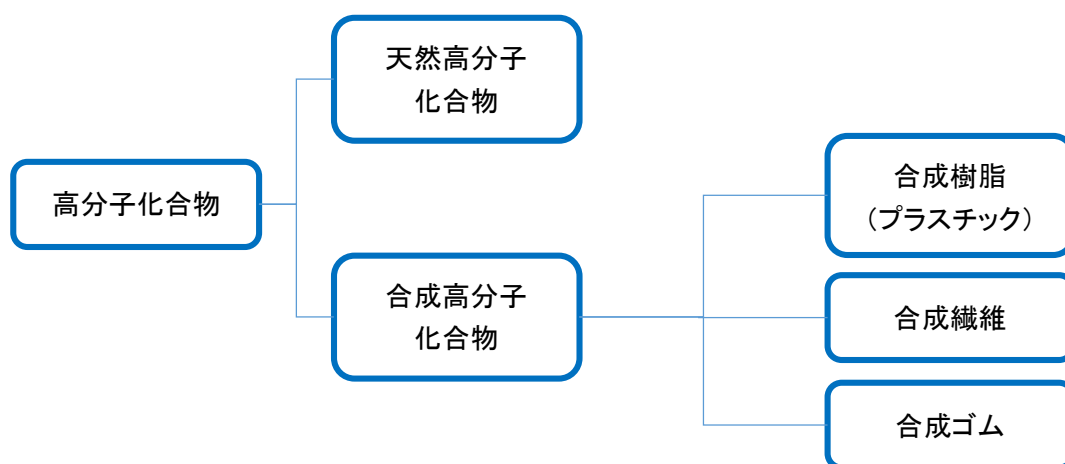 高分子化合物
天然高分子
化合物
合成高分子
化合物
合成樹脂
（プラスチック）
合成繊維
合成ゴム